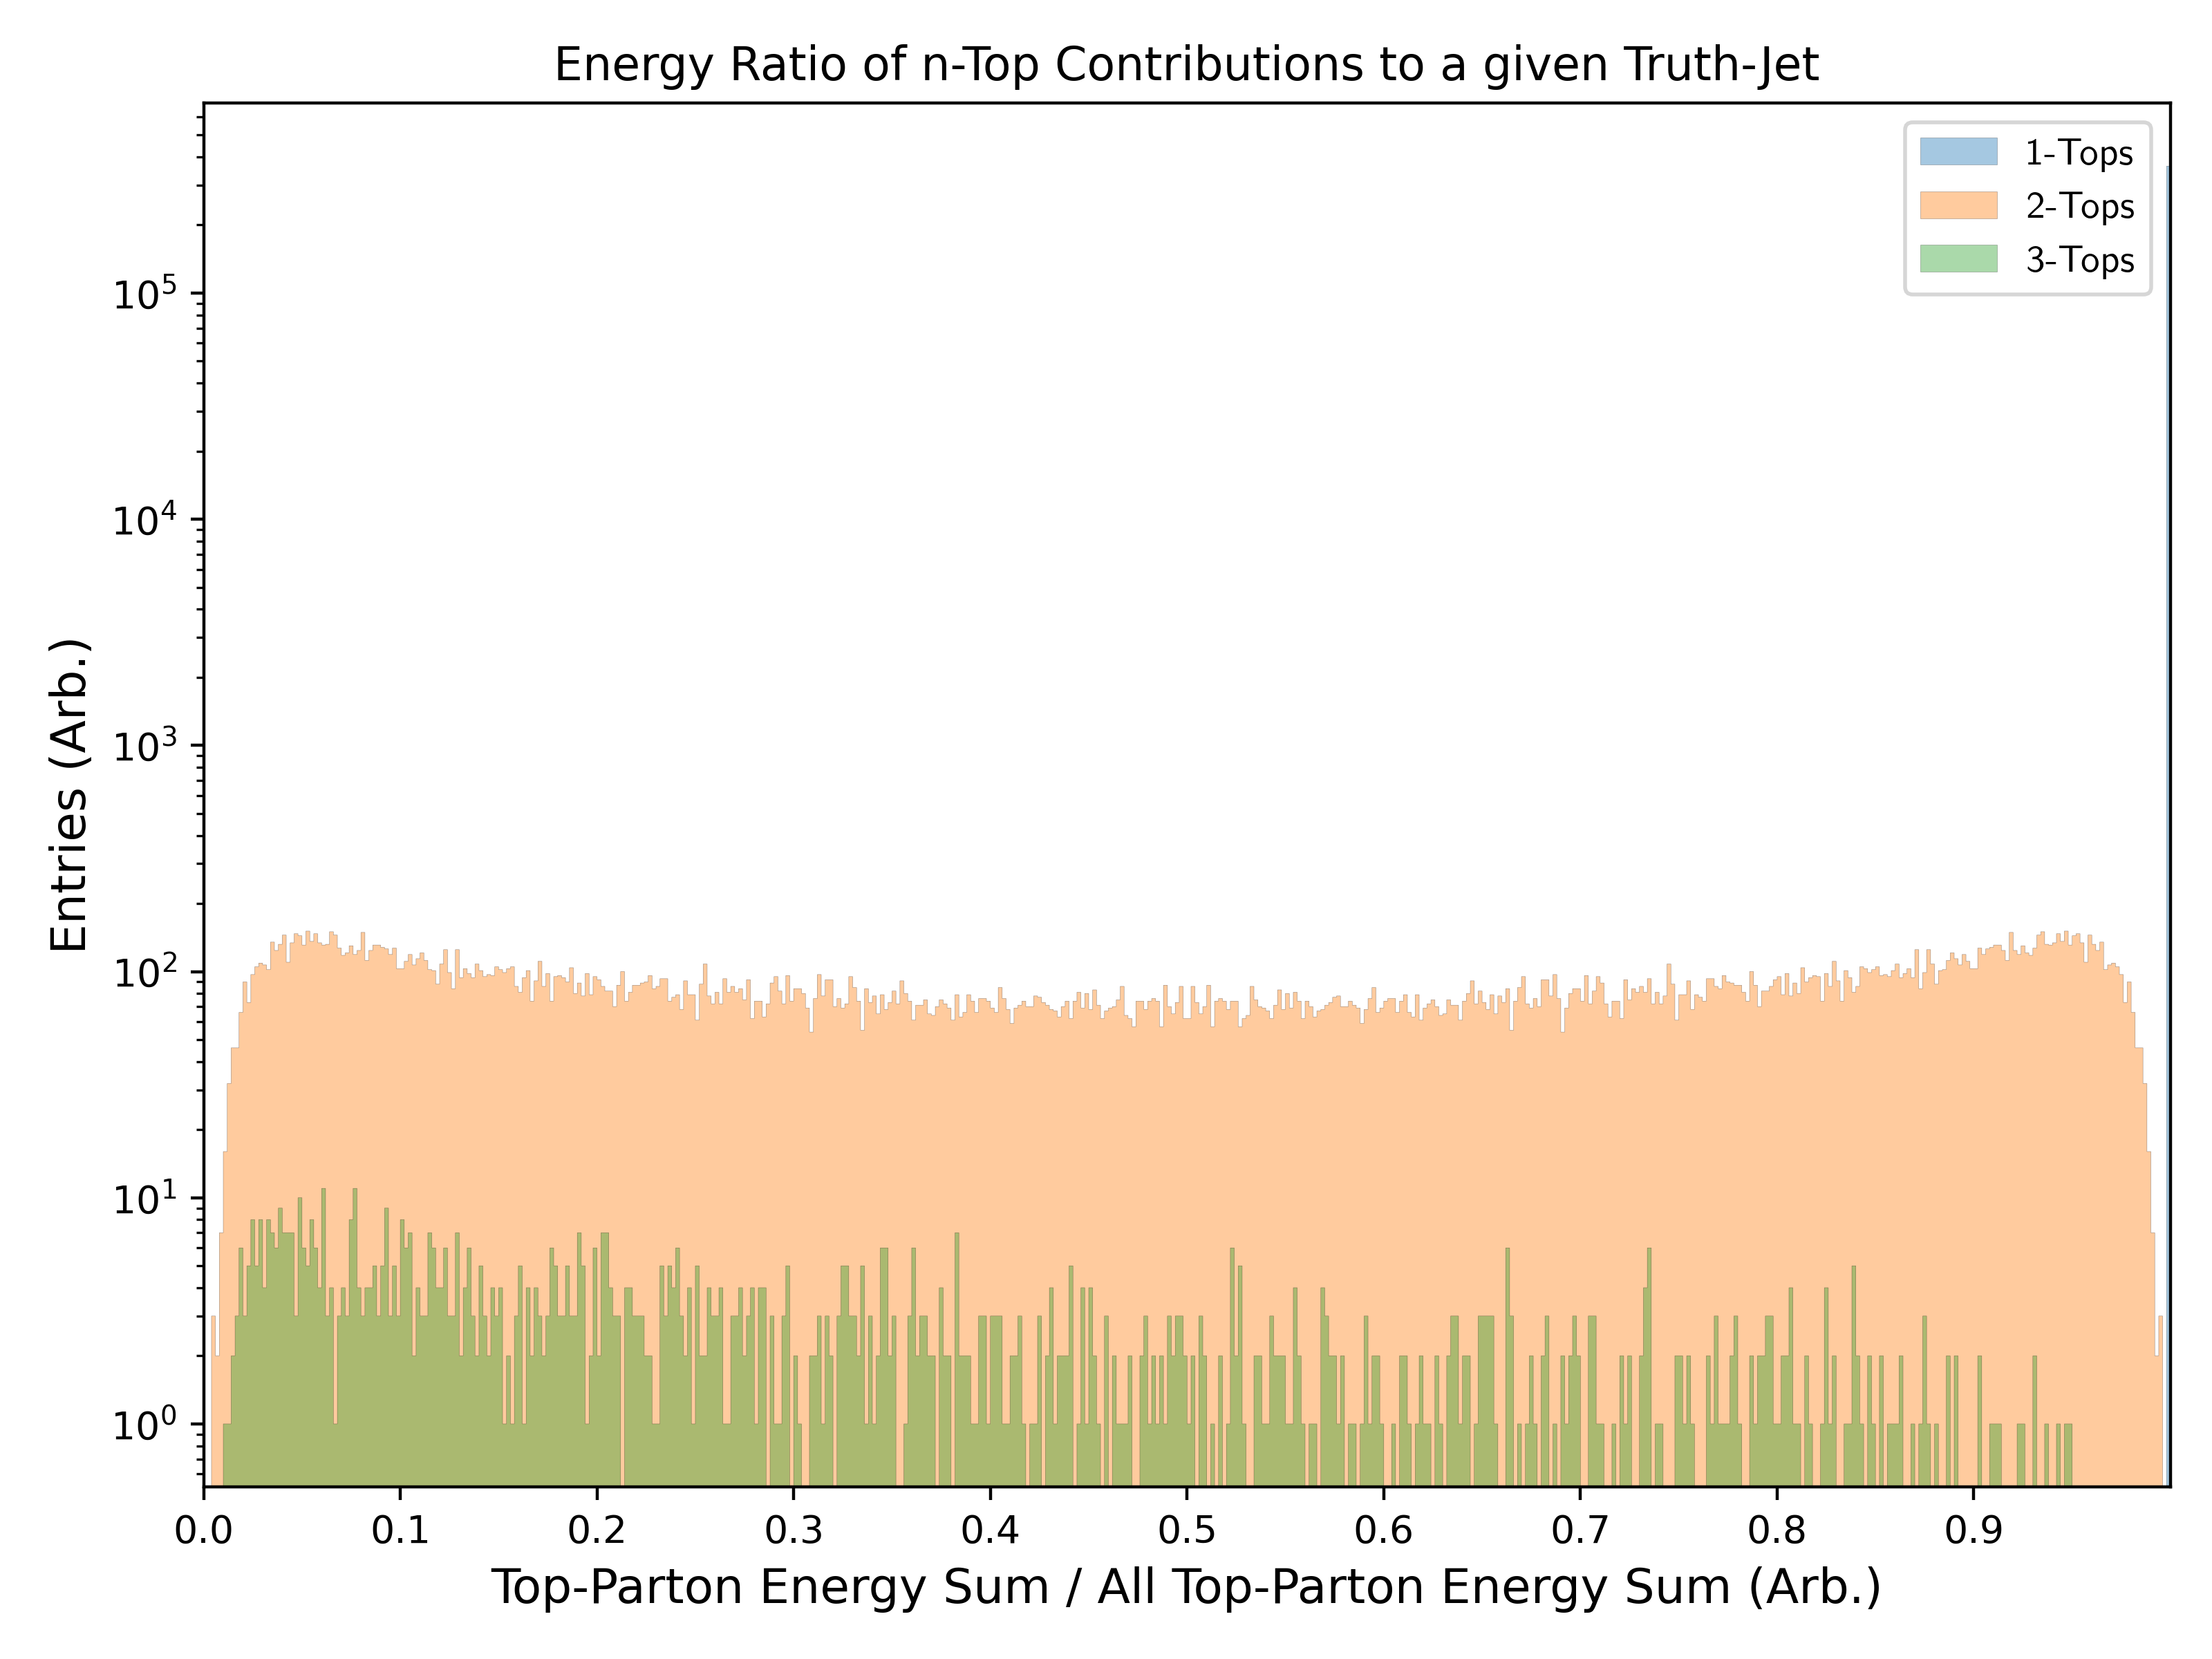 Energy Ratio of n-Top Contributions to a given Truth-Jet
1-Tops
2-Tops
3-Tops
Entries (Arb.)
10^5
10^4
10^3
10^2
10^1
10^0
0.0 0.1 0.2 0.3 0.4 0.5 0.6 0.7 0.8 0.9
Top-Parton Energy Sum / All Top-Parton Energy Sum (Arb.)